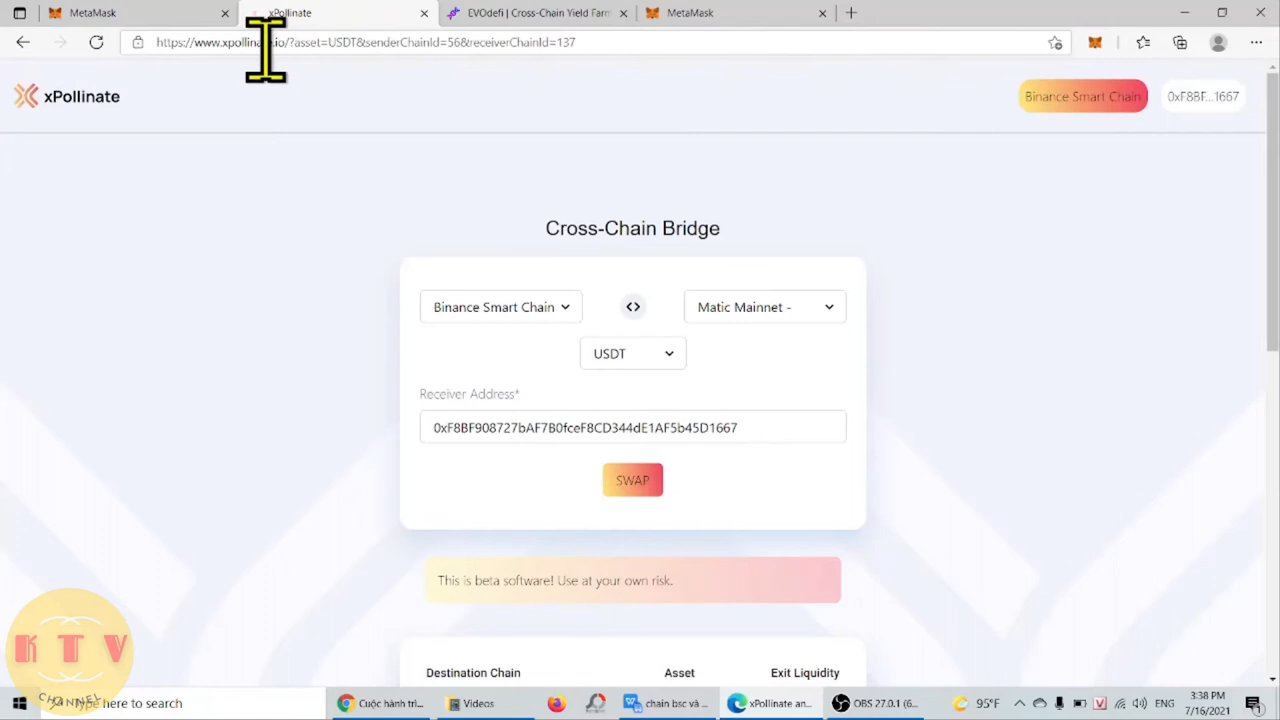 MetaMask
xPollinate
EVOdefi | Cross-Chain Yield Farm
MetaMask
https://www.xpollinate.io/?asset=USDT&senderChainId=56&receiverChainId=137
xPollinate
Binance Smart Chain
0xF8BF...1667
Cross-Chain Bridge
Binance Smart Chain
Matic Mainnet -
USDT
Receiver Address*
0xF8BF908727bAF7B0fceF8CD344dE1AF5b45D1667
SWAP
This is beta software! Use at your own risk.
Destination Chain
Asset
Exit Liquidity
KTV
CHANNEL
Type here to search
Cuộc hành tri...
Videos
chain bsc và ...
xPollinate an...
OBS 27.0.1 (6...
95°F
ENG
3:38 PM
7/16/2021